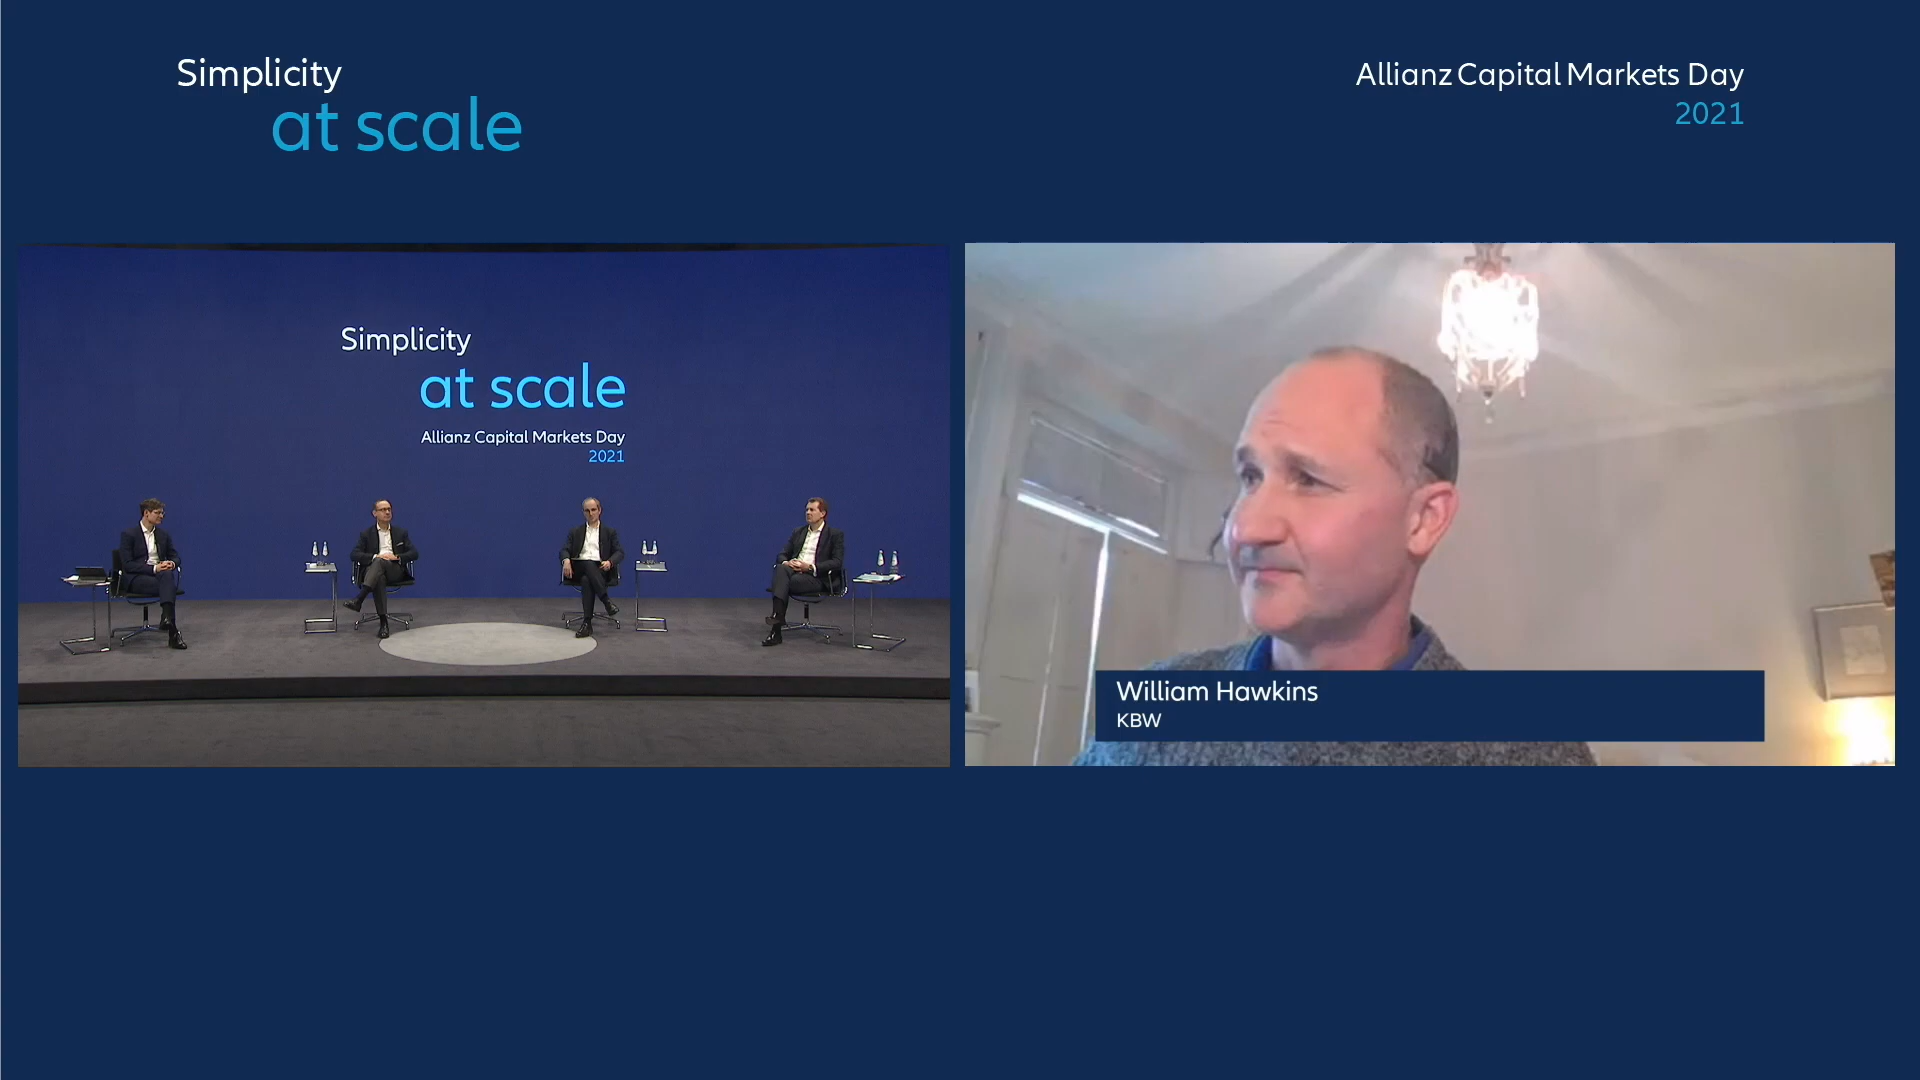 Simplicity
at scale
Allianz Capital Markets Day
2021
Simplicity
at scale
Allianz Capital Markets Day
2021
William Hawkins
KBW